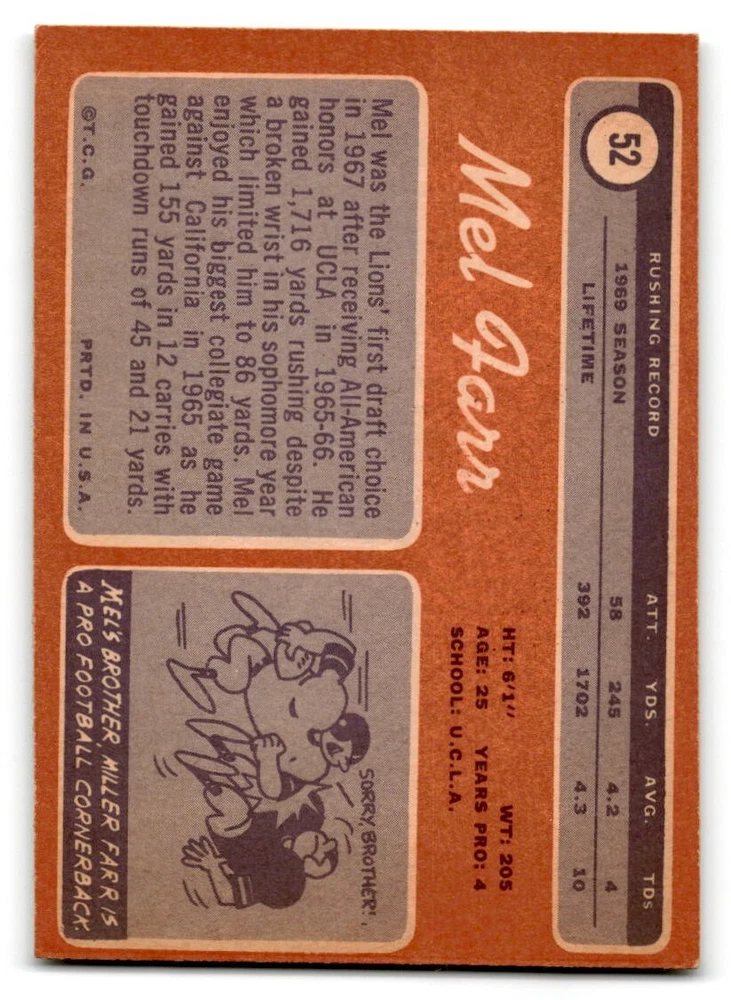 52
RUSHING RECORD ATT. YDS. AVG. TDs
1969 SEASON 58 245 4.2 4
LIFETIME 392 1702 4.3 10
Mel Farr
HT: 6'1" WT: 205
AGE: 25 YEARS PRO: 4
SCHOOL: U.C.L.A.
Mel was the Lions' first draft choice
in 1967 after receiving All-American
honors at UCLA in 1965-66. He
gained 1,716 yards rushing despite
a broken wrist in his sophomore year
which limited him to 86 yards. Mel
enjoyed his biggest collegiate game
against California in 1965 as he
gained 155 yards in 12 carries with
touchdown runs of 45 and 21 yards.
©T.C.G. PRTD. IN U.S.A.
SORRY, BROTHER!
MEL'S BROTHER, MILLER FARR IS
A PRO FOOTBALL CORNERBACK.